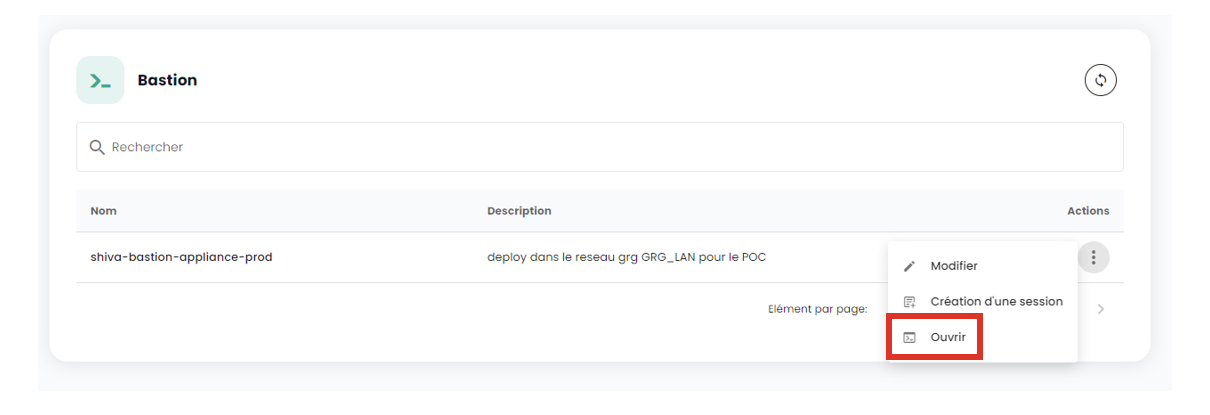 Bastion
Rechercher
Nom Description Actions
shiva-bastion-appliance-prod deploy dans le reseau grg GRG_LAN pour le POC
Modifier
Création d'une session
Elément par page:
Ouvrir